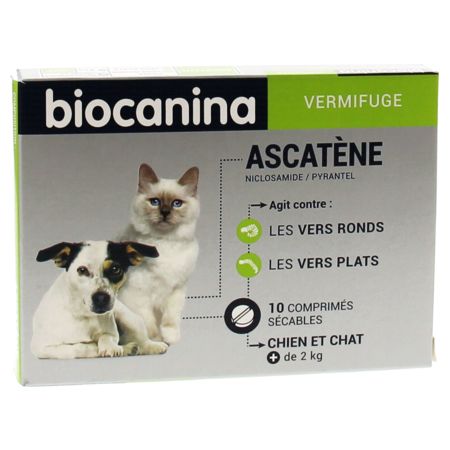 biocanina
VERMIFUGE
ASCATÈNE
NICLOSAMIDE / PYRANTEL
Agit contre :
LES VERS RONDS
LES VERS PLATS
10 COMPRIMÉS
SÉCABLES
CHIEN ET CHAT
+ de 2 kg